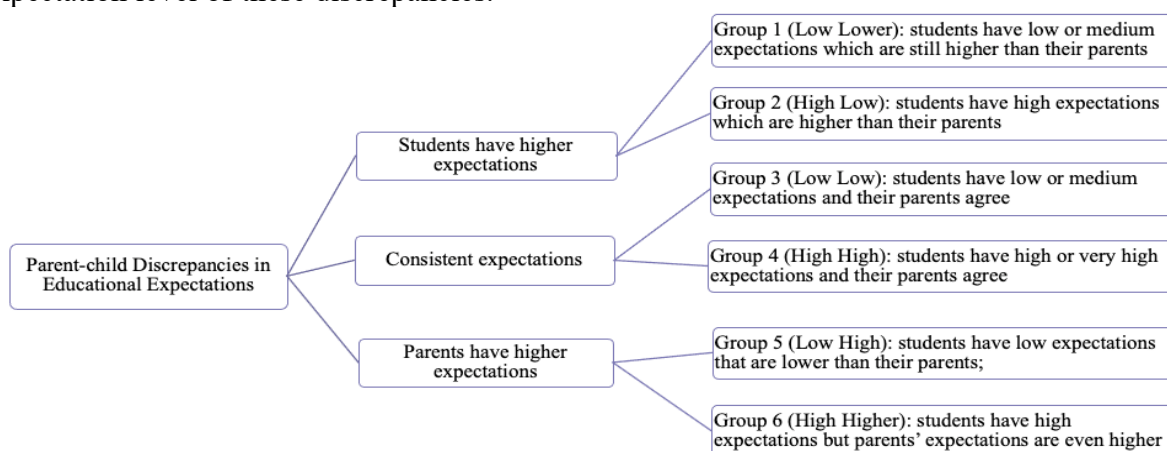 Group 1 (Low Lower): students have low or medium
expectations which are still higher than their parents
Group 2 (High Low): students have high expectations
which are higher than their parents
Students have higher
expectations
Group 3 (Low Low): students have low or medium
expectations and their parents agree
Parent-child Discrepancies in
Educational Expectations
Consistent expectations
Group 4 (High High): students have high or very high
expectations and their parents agree
Parents have higher
expectations
Group 5 (Low High): students have low expectations
that are lower than their parents;
Group 6 (High Higher): students have high
expectations but parents’ expectations are even higher